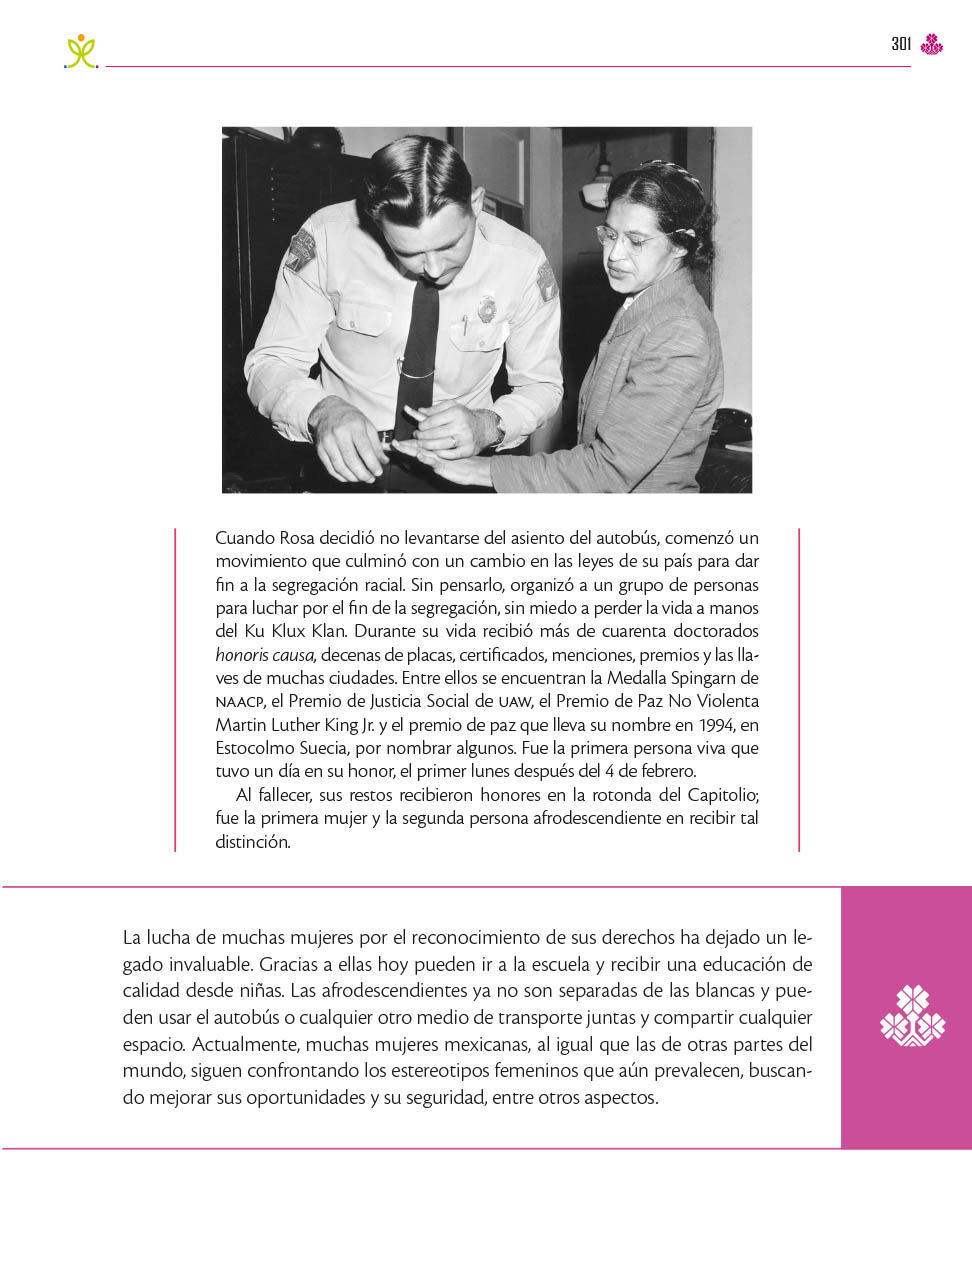 301
Cuando Rosa decidió no levantarse del asiento del autobús, comenzó un
movimiento que culminó con un cambio en las leyes de su país para dar
fin a la segregación racial. Sin pensarlo, organizó a un grupo de personas
para luchar por el fin de la segregación, sin miedo a perder la vida a manos
del Ku Klux Klan. Durante su vida recibió más de cuarenta doctorados
honoris causa, decenas de placas, certificados, menciones, premios y las lla-
ves de muchas ciudades. Entre ellos se encuentran la Medalla Spingarn de
NAACP, el Premio de Justicia Social de UAW, el Premio de Paz No Violenta
Martin Luther King Jr. y el premio de paz que lleva su nombre en 1994, en
Estocolmo Suecia, por nombrar algunos. Fue la primera persona viva que
tuvo un día en su honor, el primer lunes después del 4 de febrero.
Al fallecer, sus restos recibieron honores en la rotonda del Capitolio;
fue la primera mujer y la segunda persona afrodescendiente en recibir tal
distinción.
La lucha de muchas mujeres por el reconocimiento de sus derechos ha dejado un le-
gado invaluable. Gracias a ellas hoy pueden ir a la escuela y recibir una educación de
calidad desde niñas. Las afrodescendientes ya no son separadas de las blancas y pue-
den usar el autobús o cualquier otro medio de transporte juntas y compartir cualquier
espacio. Actualmente, muchas mujeres mexicanas, al igual que las de otras partes del
mundo, siguen confrontando los estereotipos femeninos que aún prevalecen, buscan-
do mejorar sus oportunidades y su seguridad, entre otros aspectos.